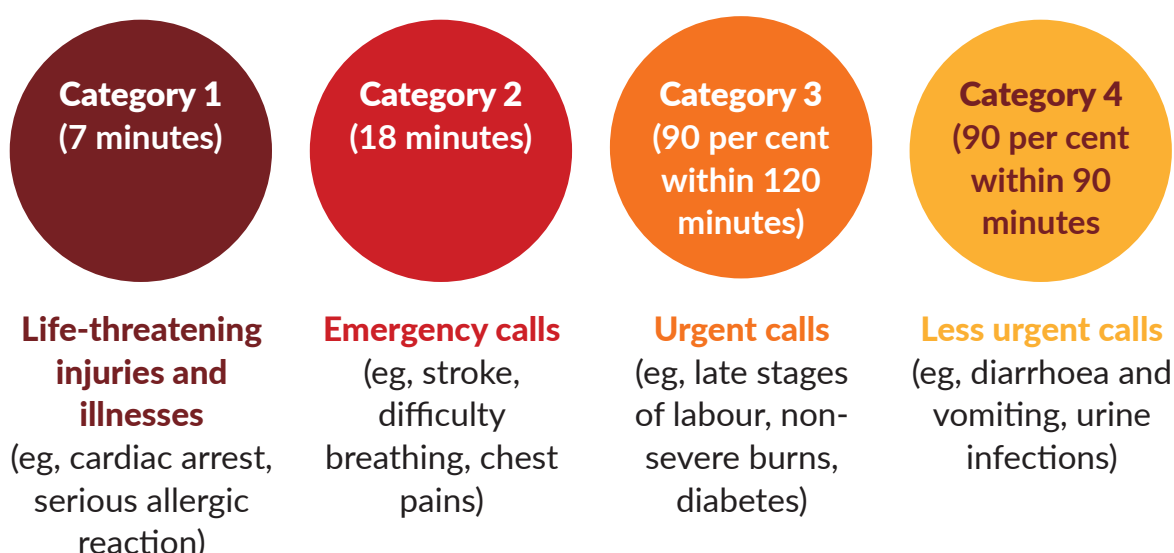 Category 1
(7 minutes)
Life-threatening
injuries and
illnesses
(eg, cardiac arrest,
serious allergic
reaction)
Category 2
(18 minutes)
Emergency calls
(eg, stroke,
difficulty
breathing, chest
pains)
Category 3
(90 per cent
within 120
minutes)
Urgent calls
(eg, late stages
of labour, non-
severe burns,
diabetes)
Category 4
(90 per cent
within 90
minutes
Less urgent calls
(eg, diarrhoea and
vomiting, urine
infections)